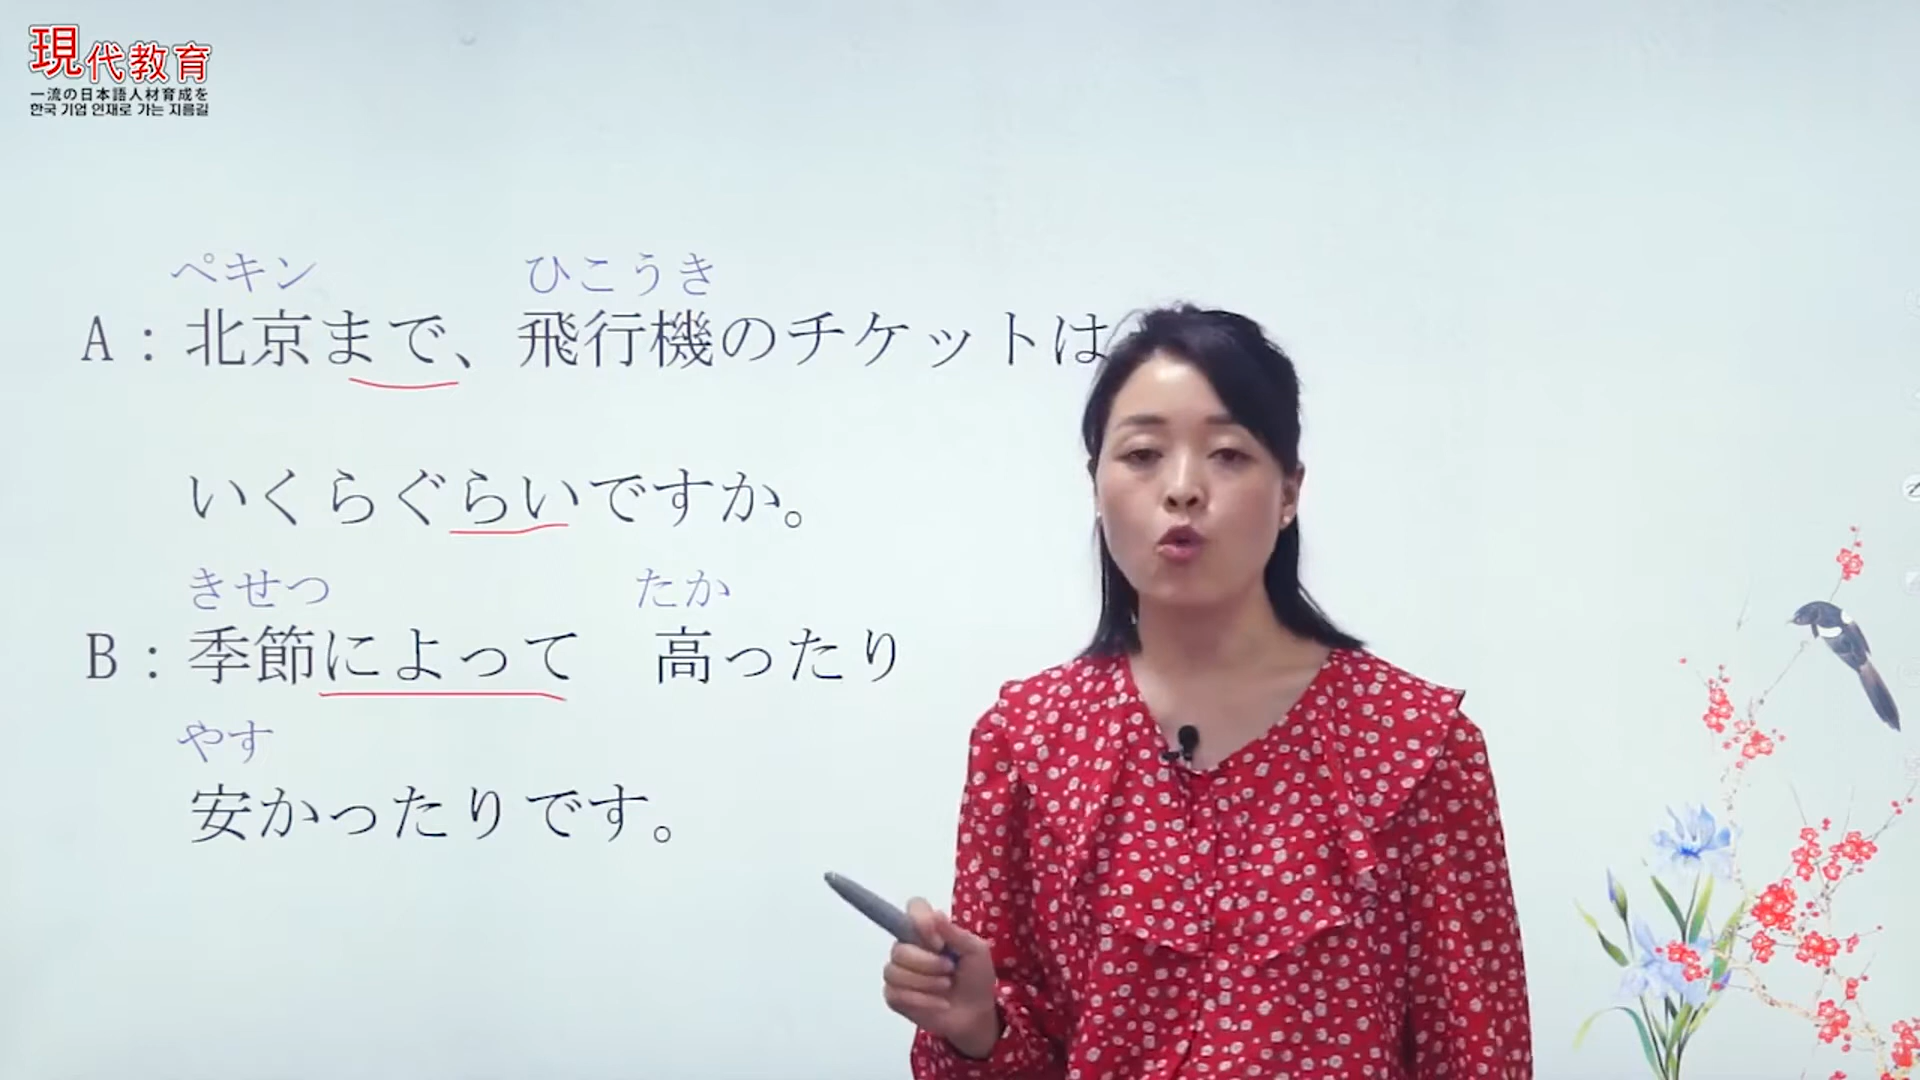 現代教育
一流の日本語人材育成を
한국 기업 인재로 가는 지름길
ペキン ひこうき
A：北京まで、飛行機のチケットは
いくらぐらいですか。
きせつ たか
B：季節によって 高ったり
やす
安かったりです。